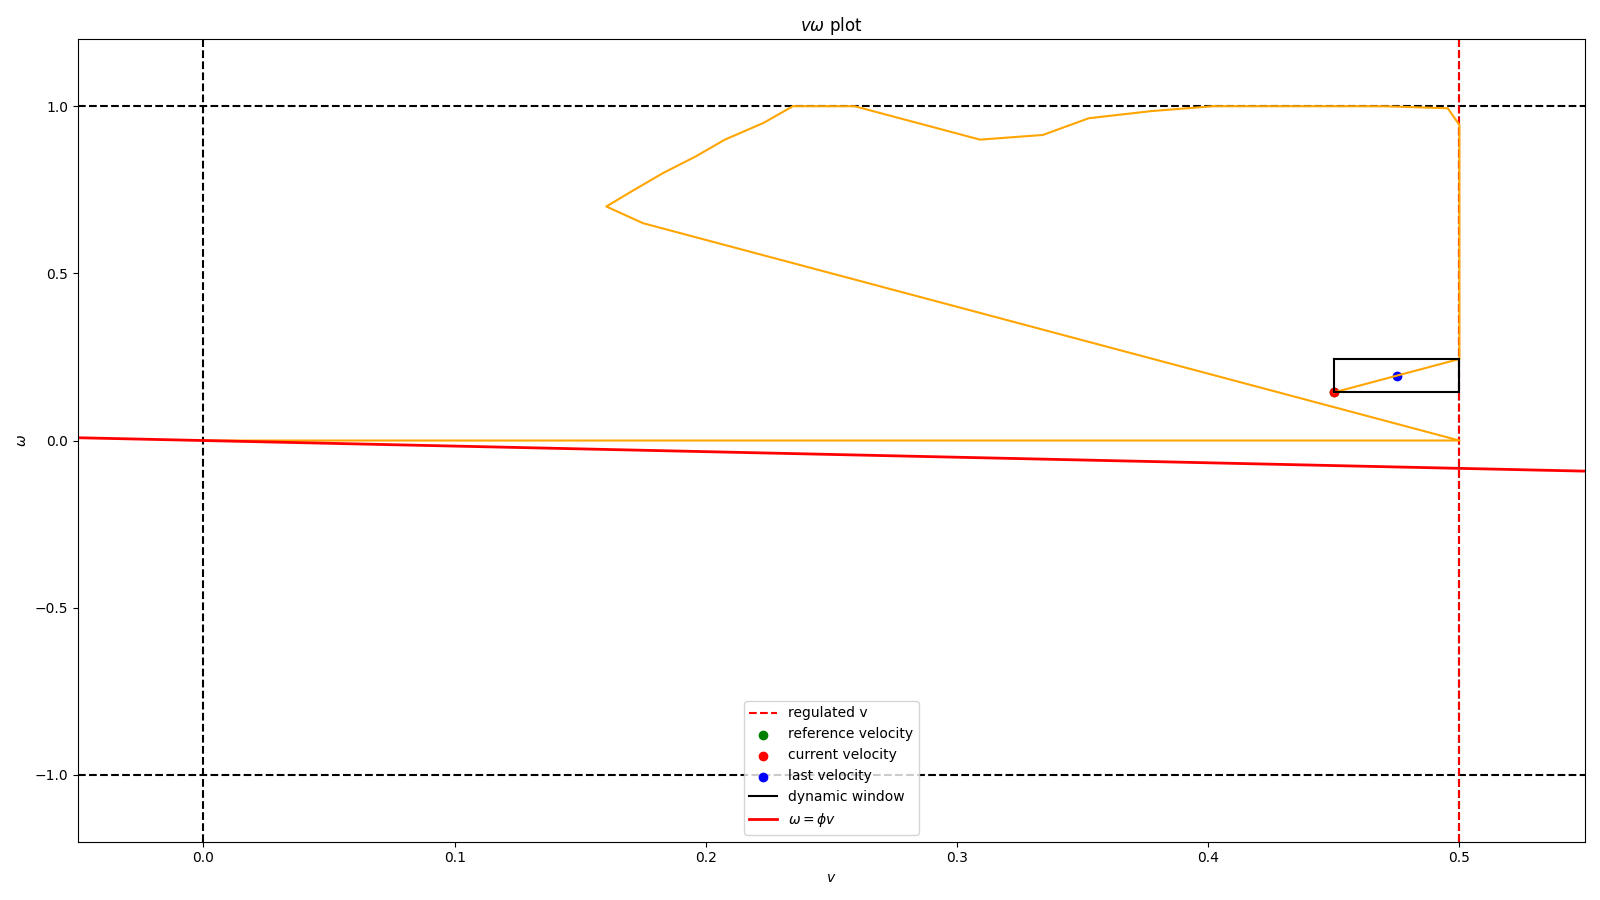 vω plot
1.0
0.5
0.0
−0.5
−1.0
ω
0.0
0.1
0.2
0.3
0.4
0.5
v
regulated v
reference velocity
current velocity
last velocity
dynamic window
ω = ϕv